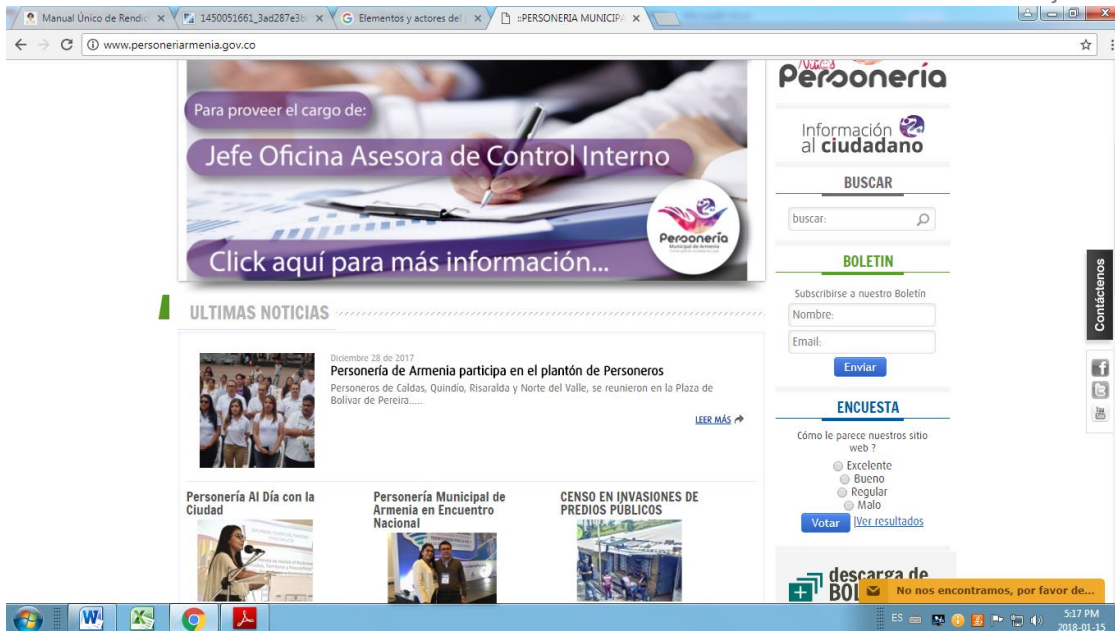 Manual Único de Rendic
1450051661_3ad287e3b
Elementos y actores del
::PERSONERIA MUNICIPA
www.personeriarmenia.gov.co
Para proveer el cargo de:
Jefe Oficina Asesora de Control Interno
Personería
Municipal de Armenia
Click aquí para más información...
Personería
Información
al ciudadano
BUSCAR
buscar:
BOLETIN
Subscribirse a nuestro Boletín
Nombre:
Email:
Enviar
ENCUESTA
Cómo le parece nuestros sitio
web ?
Excelente
Bueno
Regular
Malo
Votar
|Ver resultados
descarga de
Contáctenos
ULTIMAS NOTICIAS
Diciembre 28 de 2017
Personería de Armenia participa en el plantón de Personeros
Personeros de Caldas, Quindío, Risaralda y Norte del Valle, se reunieron en la Plaza de
Bolívar de Pereira.....
LEER MÁS
Personería Al Día con la
Ciudad
Personería Municipal de
Armenia en Encuentro
Nacional
CENSO EN INVASIONES DE
PREDIOS PÚBLICOS
No nos encontramos, por favor de...
ES
5:17 PM
2018-01-15